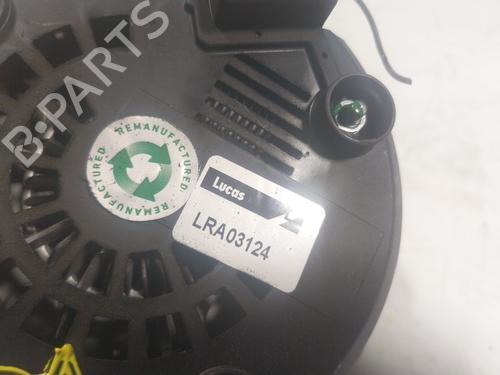 B-PARTS
REMANUFACTURED
REMANUFACTURED
Lucas
LRA03124